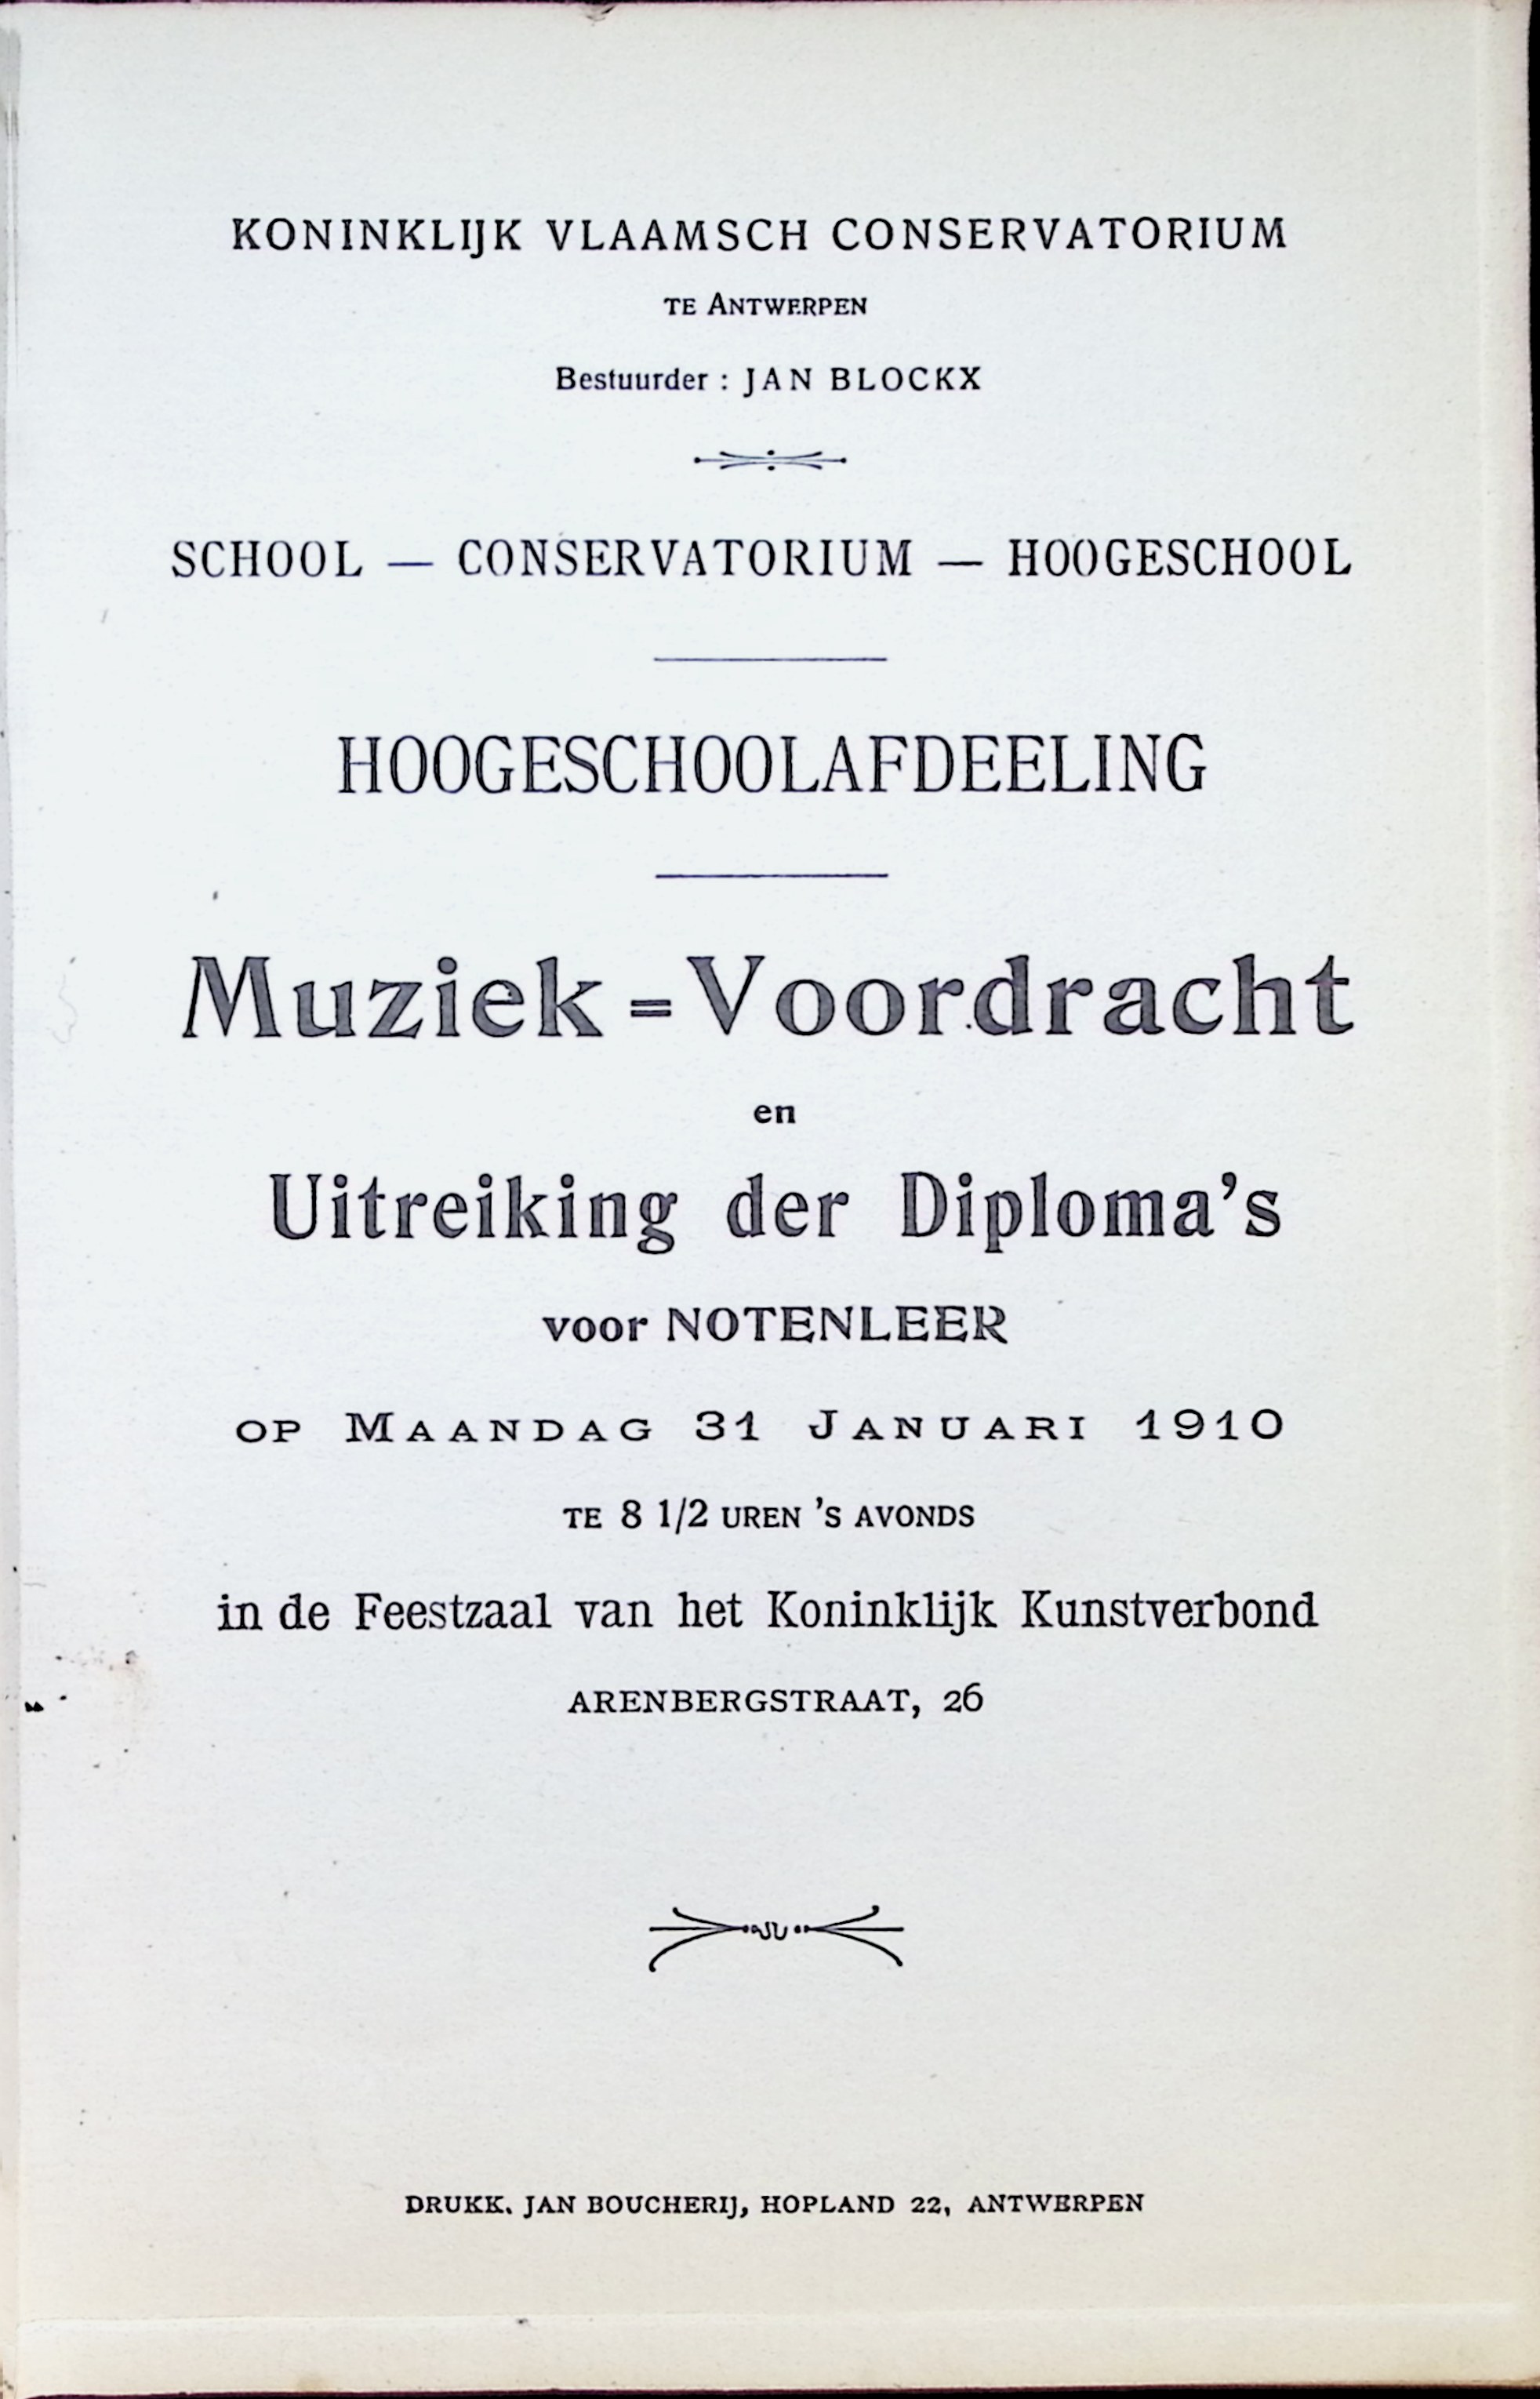 KONINKLIJK VLAAMSCH CONSERVATORIUM
TE ANTWERPEN
Bestuurder : JAN BLOCKX
SCHOOL — CONSERVATORIUM — HOOGESCHOOL
HOOGESCHOOLAFDEELING
Muziek=Voordracht
en
Uitreiking der Diploma's
voor NOTENLEER
OP MAANDAG 31 JANUARI 1910
TE 8 1/2 UREN 'S AVONDS
in de Feestzaal van het Koninklijk Kunstverbond
ARENBERGSTRAAT, 26
DRUKK. JAN BOUCHERIJ, HOPLAND 22, ANTWERPEN